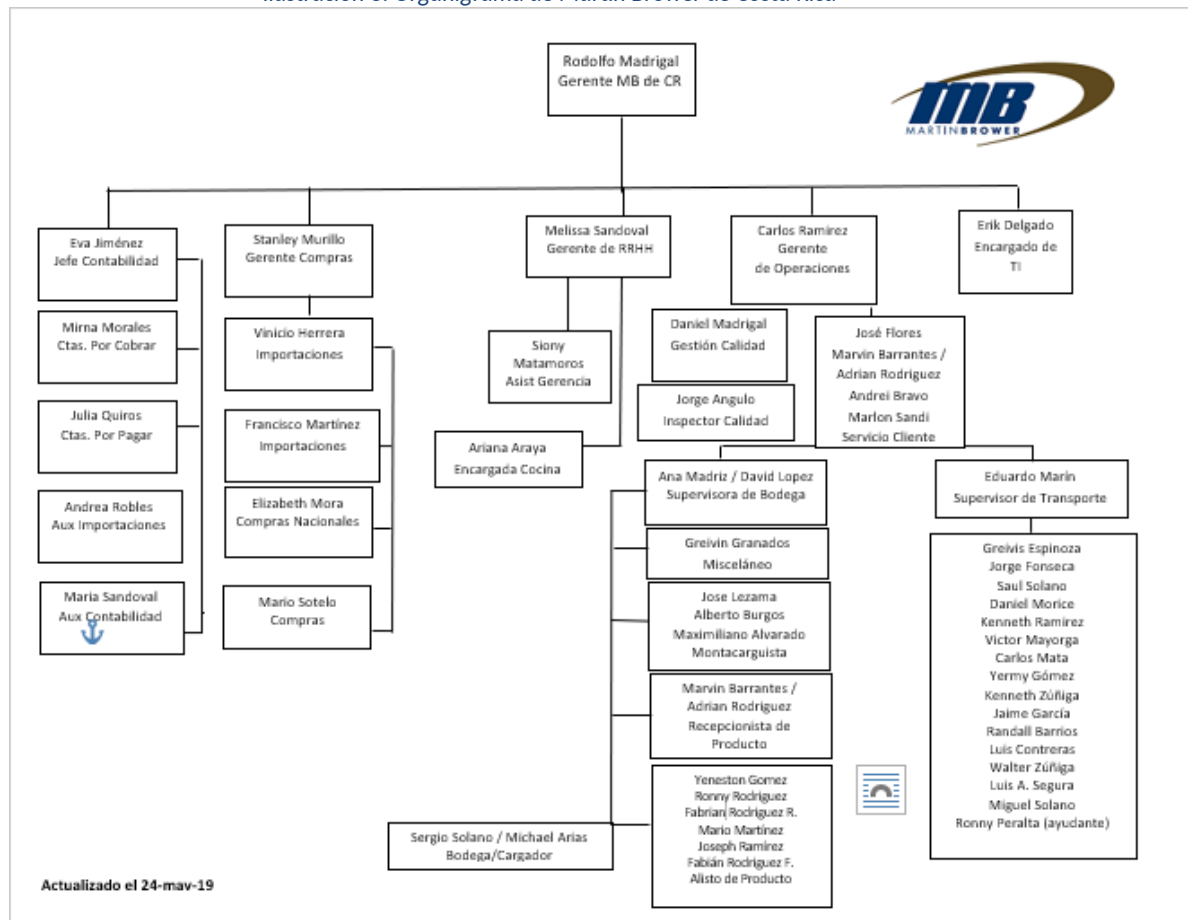 Rodolfo Madrigal
Gerente MB de CR
MB
MARTINBROWER
Eva Jiménez
Jefe Contabilidad
Mirna Morales
Ctas. Por Cobrar
Julia Quiros
Ctas. Por Pagar
Andrea Robles
Aux Importaciones
Maria Sandoval
Aux Contabilidad
Stanley Murillo
Gerente Compras
Vinicio Herrera
Importaciones
Francisco Martínez
Importaciones
Elizabeth Mora
Compras Nacionales
Mario Sotelo
Compras
Melissa Sandoval
Gerente de RRHH
Siony
Matamoros
Asist Gerencia
Ariana Araya
Encargada Cocina
Carlos Ramírez
Gerente
de Operaciones
Daniel Madrigal
Gestión Calidad
Jorge Angulo
Inspector Calidad
José Flores
Marvin Barrantes /
Adrian Rodriguez
Andrei Bravo
Marlon Sandi
Servicio Cliente
Erik Delgado
Encargado de
TI
Ana Madriz / David Lopez
Supervisora de Bodega
Greivin Granados
Misceláneo
Jose Lezama
Alberto Burgos
Maximiliano Alvarado
Montacarguista
Marvin Barrantes /
Adrian Rodriguez
Recepcionista de
Producto
Yeneston Gomez
Ronny Rodriguez
Fabrian Rodriguez R.
Mario Martínez
Joseph Ramírez
Fabián Rodriguez F.
Alisto de Producto
Sergio Solano / Michael Arias
Bodega/Cargador
Eduardo Marín
Supervisor de Transporte
Greivis Espinoza
Jorge Fonseca
Saul Solano
Daniel Morice
Kenneth Ramirez
Victor Mayorga
Carlos Mata
Yermy Gómez
Kenneth Zúñiga
Jaime García
Randall Barrios
Luis Contreras
Walter Zúñiga
Luis A. Segura
Miguel Solano
Ronny Peralta (ayudante)
Actualizado el 24-may-19